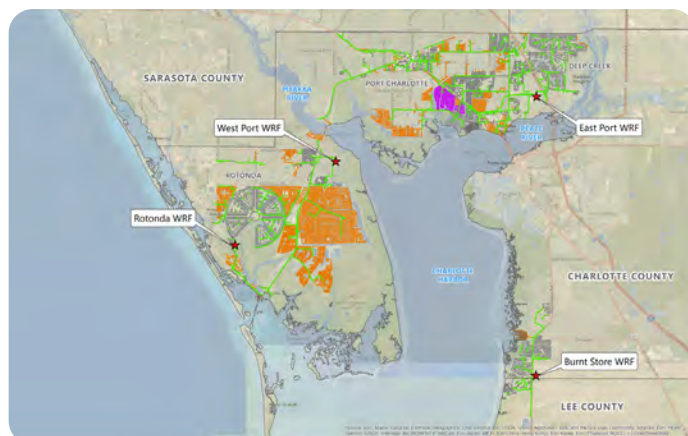 SARASOTA COUNTY
DEEP CREEK
PORT CHARLOTTE
MYAKKA
RIVER
West Port WRF
PEACE
RIVER
East Port WRF
ROTONDA
Rotonda WRF
CHARLOTTE
HARBOR
CHARLOTTE COUNTY
Burnt Store WRF
LEE COUNTY